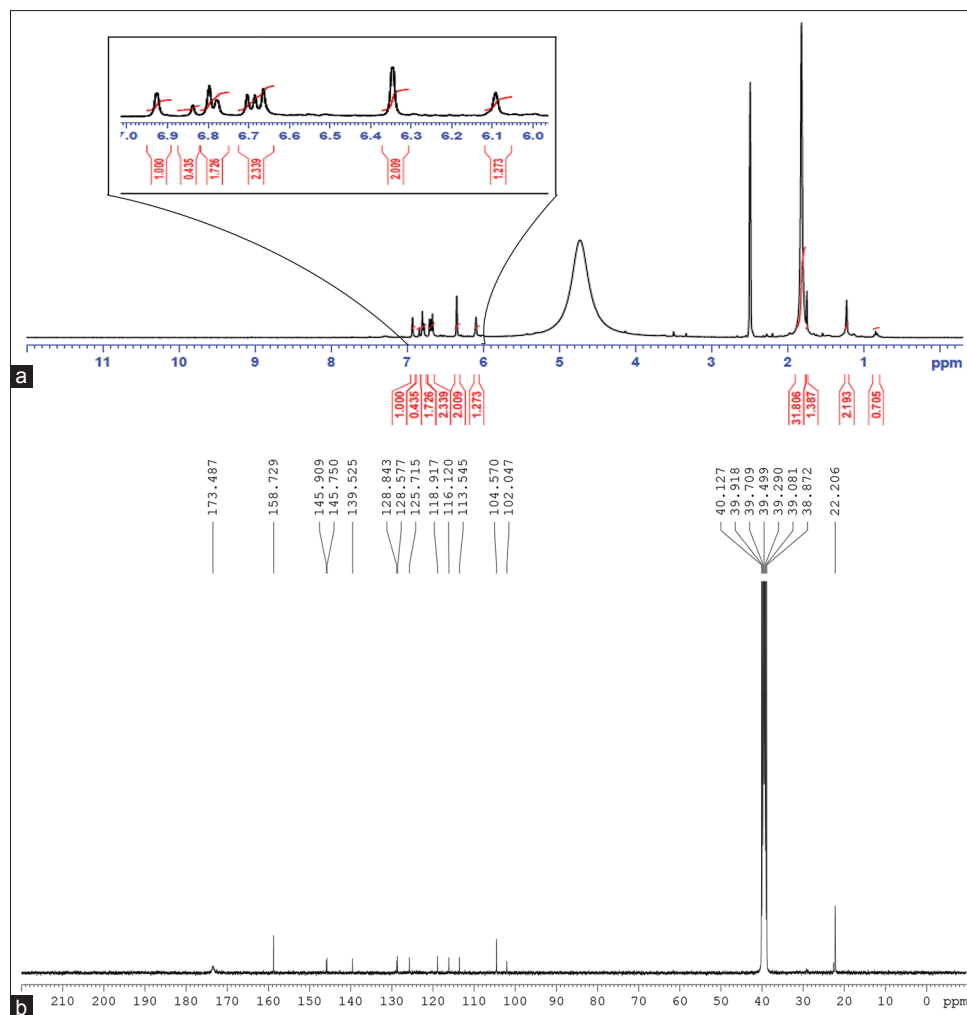 7.0 6.9 6.8 6.7 6.6 6.5 6.4 6.3 6.2 6.1 6.0
1.000 0.435 1.726 2.339 2.009 1.273
11 10 9 8 7 6 5 4 3 2 1 ppm
a
1.000 0.435 1.726 2.339 2.009 1.273 31.806 1.387 2.193 0.705
173.487 158.729 145.909 145.750 139.525 128.843 128.577 125.715 118.917 116.120 113.545 104.570 102.047 40.127 39.918 39.709 39.499 39.290 39.081 38.872 22.206
210 200 190 180 170 160 150 140 130 120 110 100 90 80 70 60 50 40 30 20 10 0 ppm
b